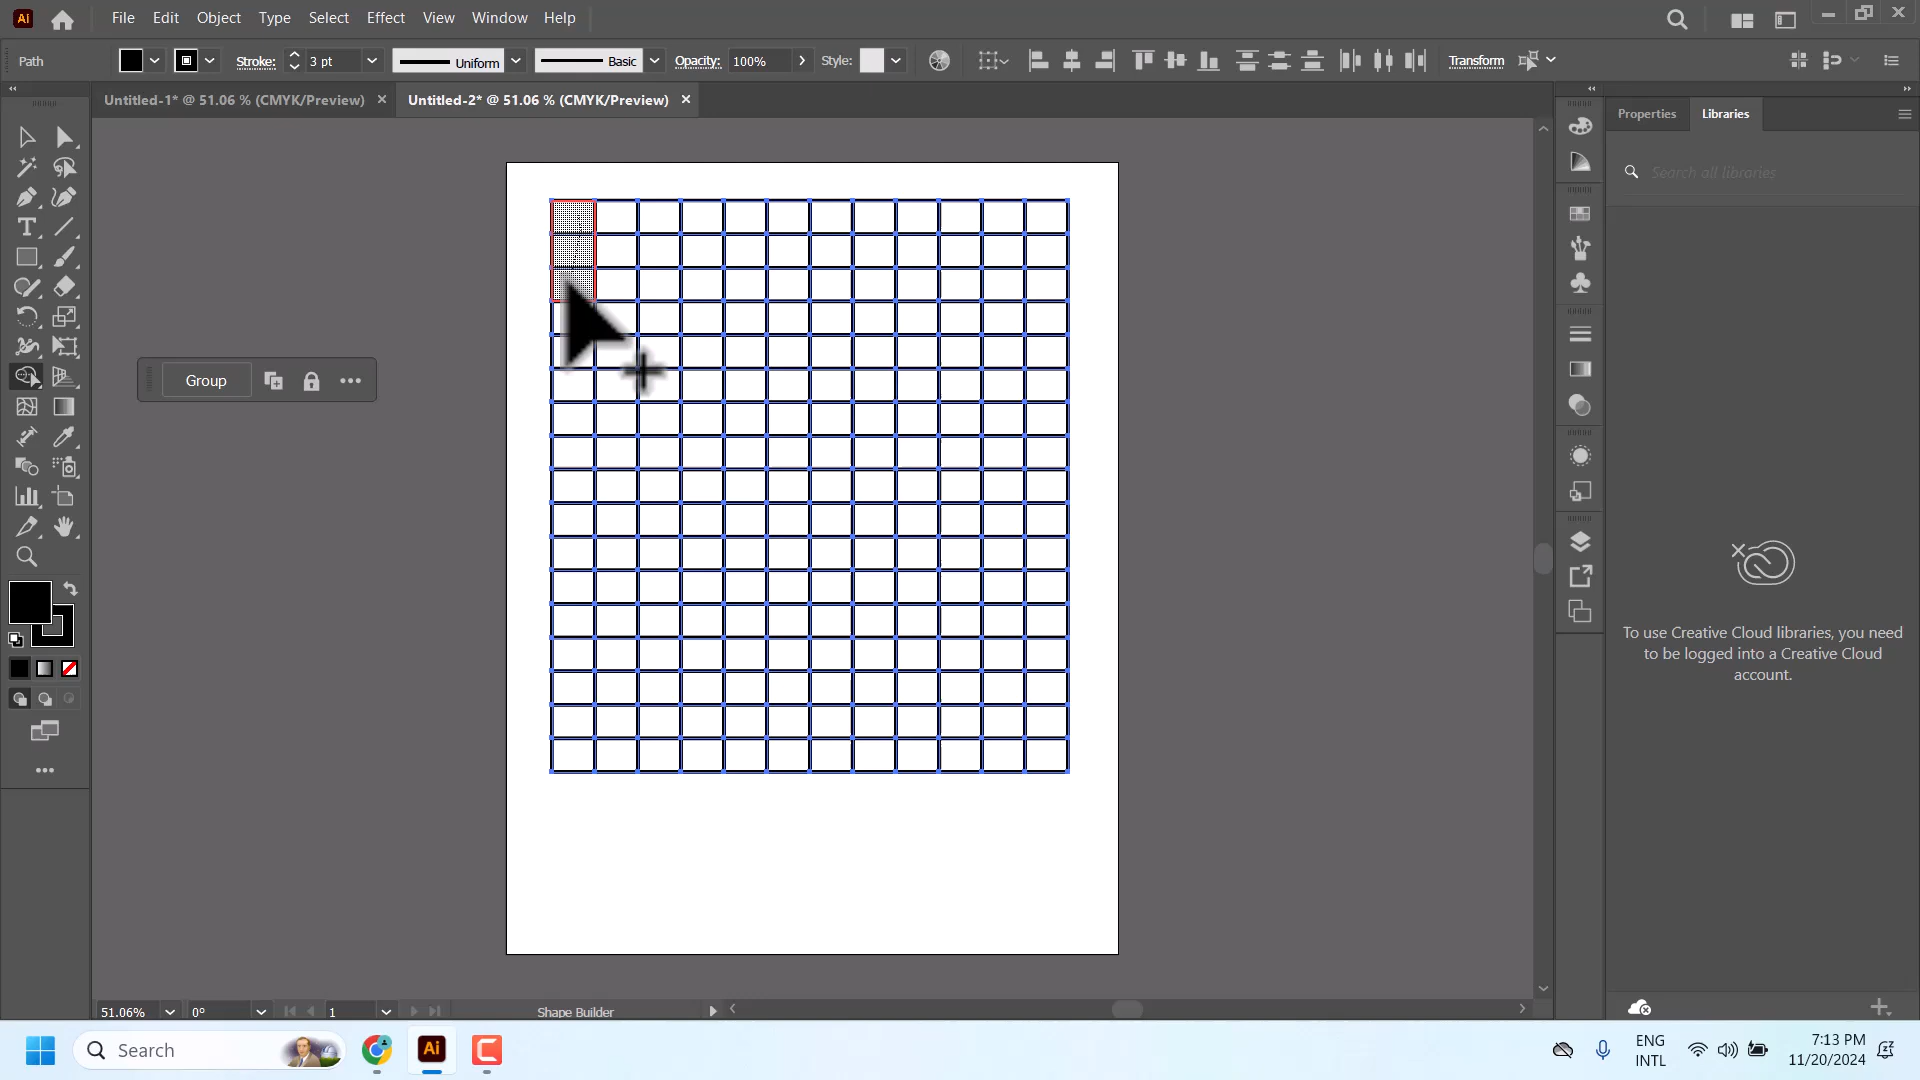 Ai File Edit Object Type Select Effect View Window Help
Path Stroke: 3 pt Uniform Basic Opacity: 100% Style: Transform
Untitled-1* @ 51.06 % (CMYK/Preview) Untitled-2* @ 51.06 % (CMYK/Preview)
Properties Libraries
Search all libraries
Group
To use Creative Cloud libraries, you need
to be logged into a Creative Cloud
account.
51.06% 0° 1 Shape Builder
Search Ai ENG
INTL
7:13 PM
11/20/2024